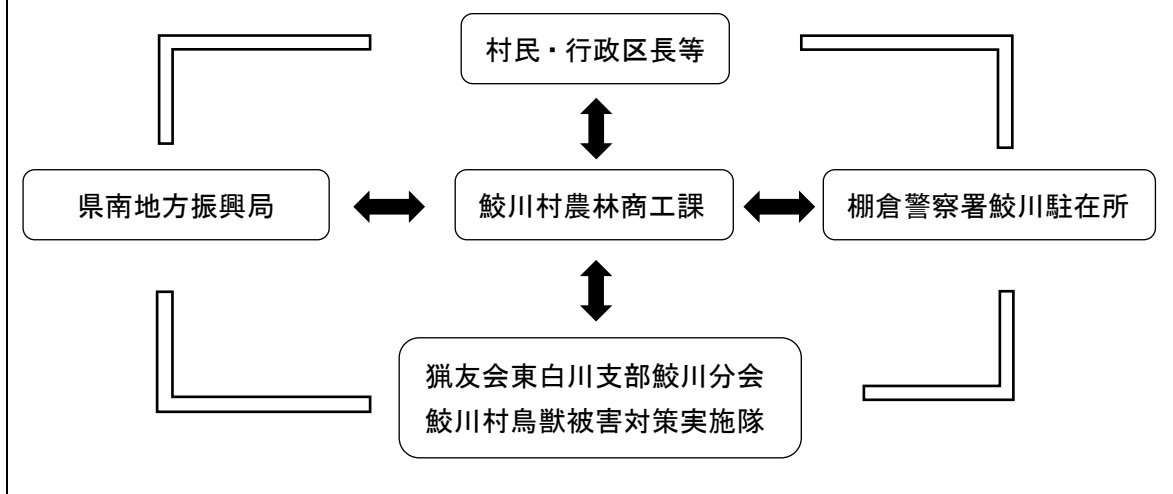 村民・行政区長等
県南地方振興局
鮫川村農林商工課
棚倉警察署鮫川駐在所
猟友会東白川支部鮫川分会
鮫川村鳥獣被害対策実施隊